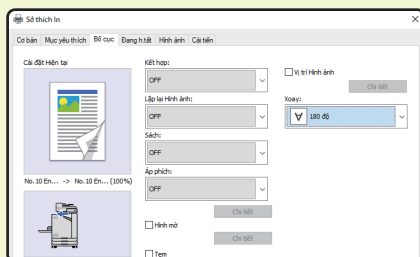 Sở thích In
Cơ bản Mục yêu thích Bố cục Đang h.tất Hình ảnh Cải tiến
Cài đặt Hiện tại
Kết hợp:
OFF
Vị trí Hình ảnh
Chi tiết
Lặp lại Hình ảnh:
OFF
Xoay:
180 độ
Sách:
OFF
Áp phích:
OFF
No. 10 En... -> No. 10 En... (100%)
Chi tiết
Hình mờ
Chi tiết
Tem